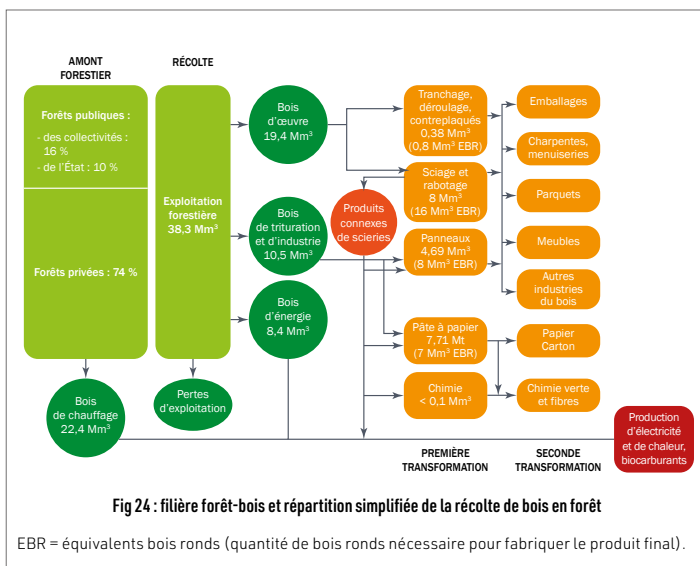 AMONT
FORESTIER
RÉCOLTE
Forêts publiques :
- des collectivités :
16 %
- de l'État : 10 %
Forêts privées : 74 %
Exploitation
forestière
38,3 Mm³
Bois
d'œuvre
19,4 Mm³
Bois
de trituration
et d'industrie
10,5 Mm³
Bois
d'énergie
8,4 Mm³
Bois
de chauffage
22,4 Mm³
Pertes
d'exploitation
Produits
connexes
de scieries
Tranchage,
déroulage,
contreplaqués
0,38 Mm³
(0,8 Mm³ EBR)
Sciage et
rabotage
8 Mm³
(16 Mm³ EBR)
Panneaux
4,69 Mm³
(8 Mm³ EBR)
Pâte à papier
7,71 Mt
(7 Mm³ EBR)
Chimie
< 0,1 Mm³
Emballages
Charpentes,
menuiseries
Parquets
Meubles
Autres
industries
du bois
Papier
Carton
Chimie verte
et fibres
Production
d'électricité
et de chaleur,
biocarburants
PREMIÈRE
TRANSFORMATION
SECONDE
TRANSFORMATION
Fig 24 : filière forêt-bois et répartition simplifiée de la récolte de bois en forêt
EBR = équivalents bois ronds (quantité de bois ronds nécessaire pour fabriquer le produit final).